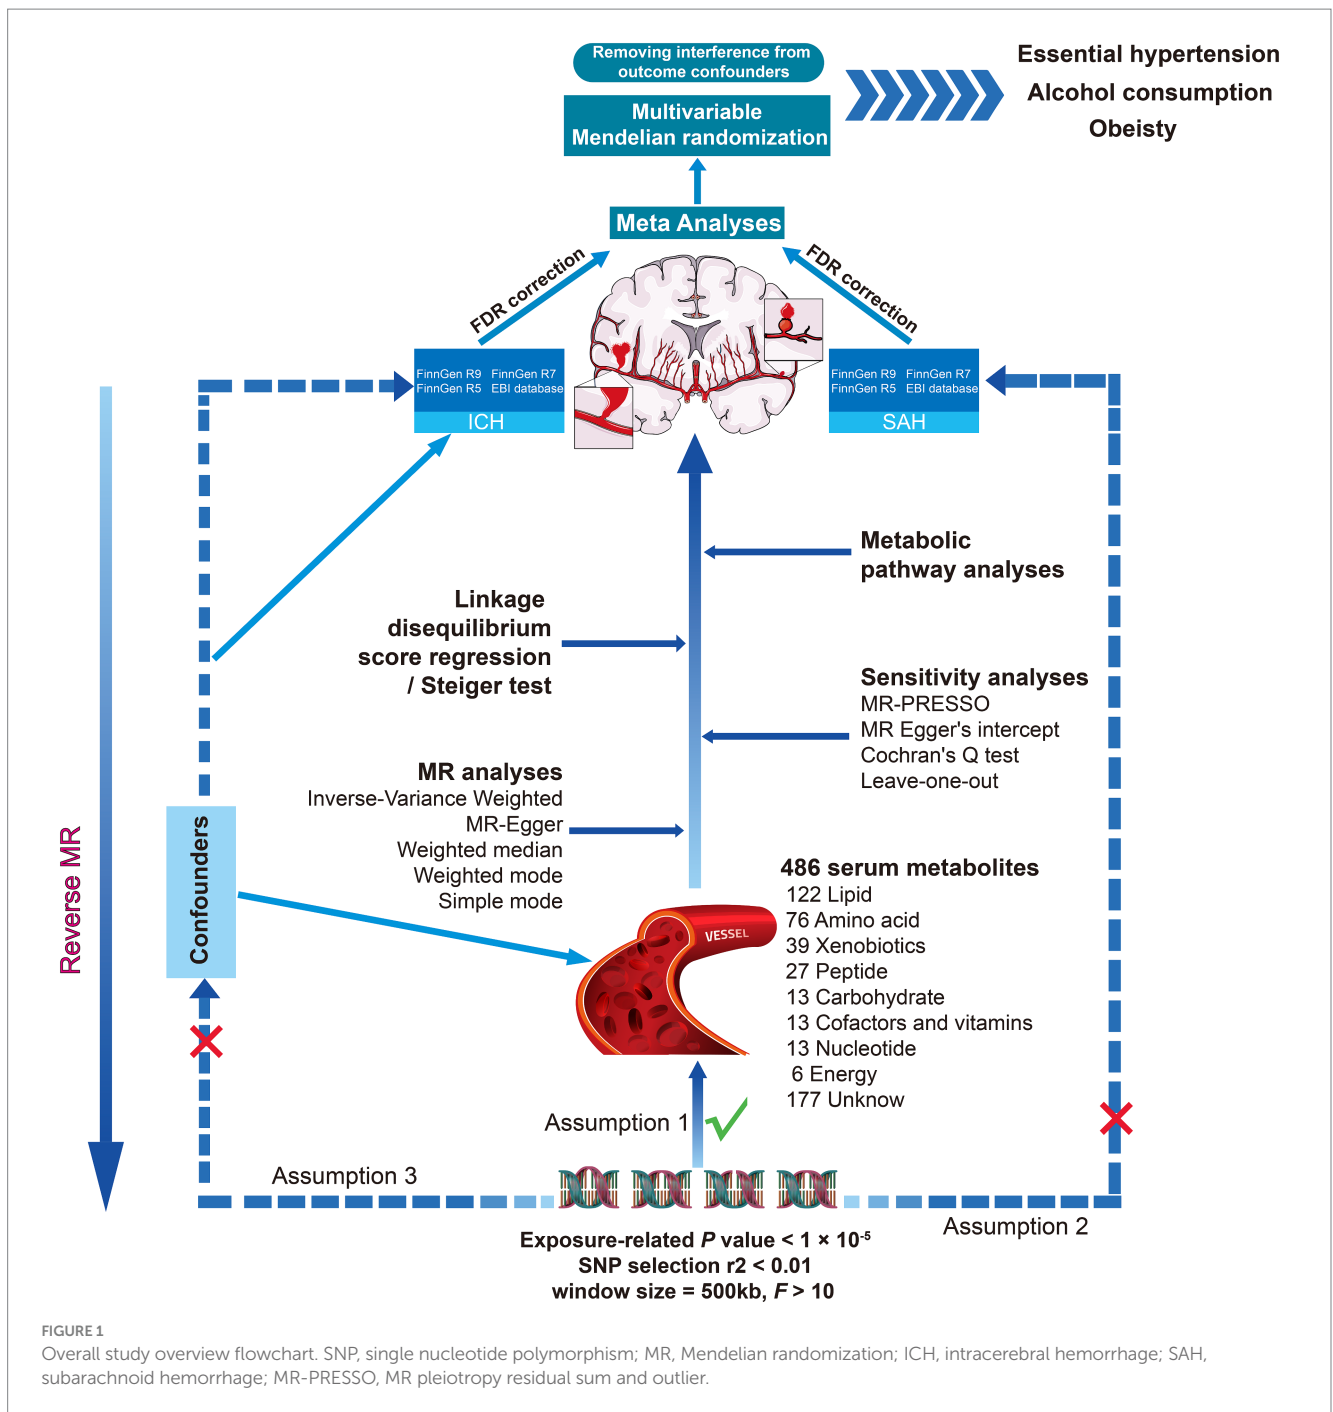 Removing interference from
outcome confounders
Multivariable
Mendelian randomization
Essential hypertension
Alcohol consumption
Obeisty
Meta Analyses
FDR correction
FDR correction
FinnGen R9 FinnGen R7
FinnGen R5 EBI database
ICH
FinnGen R9 FinnGen R7
FinnGen R5 EBI database
SAH
Metabolic
pathway analyses
Linkage
disequilibrium
score regression
/ Steiger test
Sensitivity analyses
MR-PRESSO
MR Egger's intercept
Cochran's Q test
Leave-one-out
MR analyses
Inverse-Variance Weighted
MR-Egger
Weighted median
Weighted mode
Simple mode
Reverse MR
Confounders
VESSEL
486 serum metabolites
122 Lipid
76 Amino acid
39 Xenobiotics
27 Peptide
13 Carbohydrate
13 Cofactors and vitamins
13 Nucleotide
6 Energy
177 Unknow
Assumption 1
Assumption 3
Assumption 2
Exposure-related P value < 1 × 10⁻⁵
SNP selection r2 < 0.01
window size = 500kb, F > 10
FIGURE 1
Overall study overview flowchart. SNP, single nucleotide polymorphism; MR, Mendelian randomization; ICH, intracerebral hemorrhage; SAH,
subarachnoid hemorrhage; MR-PRESSO, MR pleiotropy residual sum and outlier.